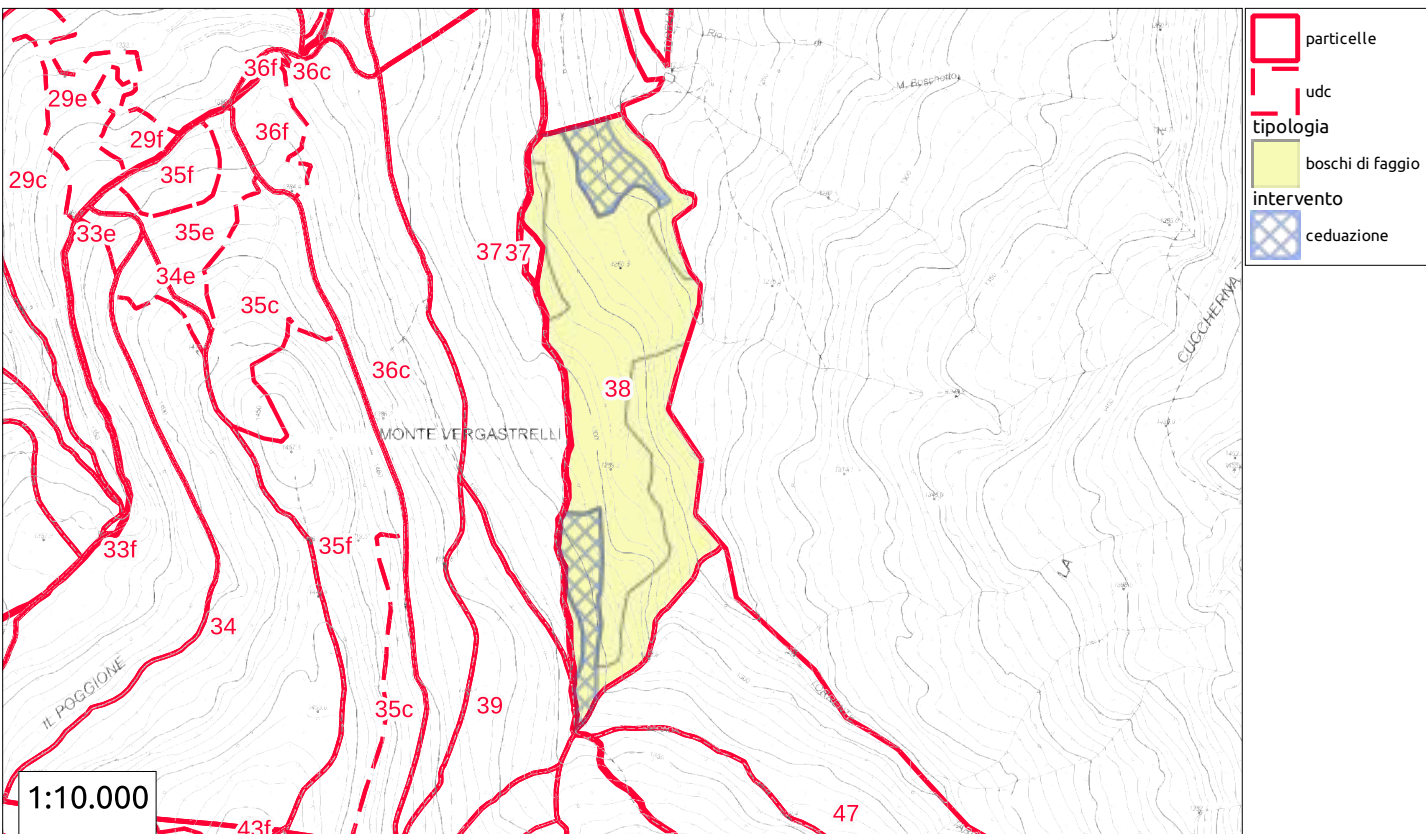 36f
36c
29e
29f
36f
29c
35f
33e
35e
34e
35c
3737
38
36c
MONTE VERGASTRELLI
33f
35f
34
IL POGGIONE
35c
39
43f
47
Rio
M. Boscherto
CUCCHERNA
LA
1:10.000
particelle
udc
tipologia
boschi di faggio
intervento
ceduazione